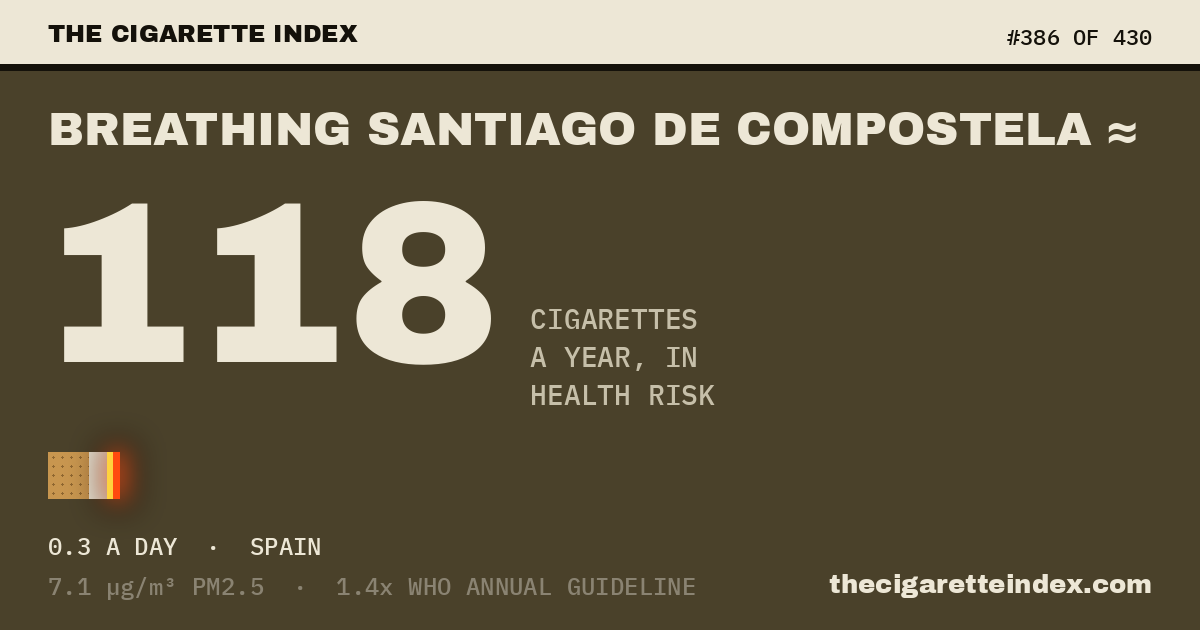 THE CIGARETTE INDEX
#386 OF 430
BREATHING SANTIAGO DE COMPOSTELA ≈
118
CIGARETTES
A YEAR, IN
HEALTH RISK
0.3 A DAY · SPAIN
7.1 µg/m³ PM2.5 · 1.4x WHO ANNUAL GUIDELINE
thecigaretteindex.com